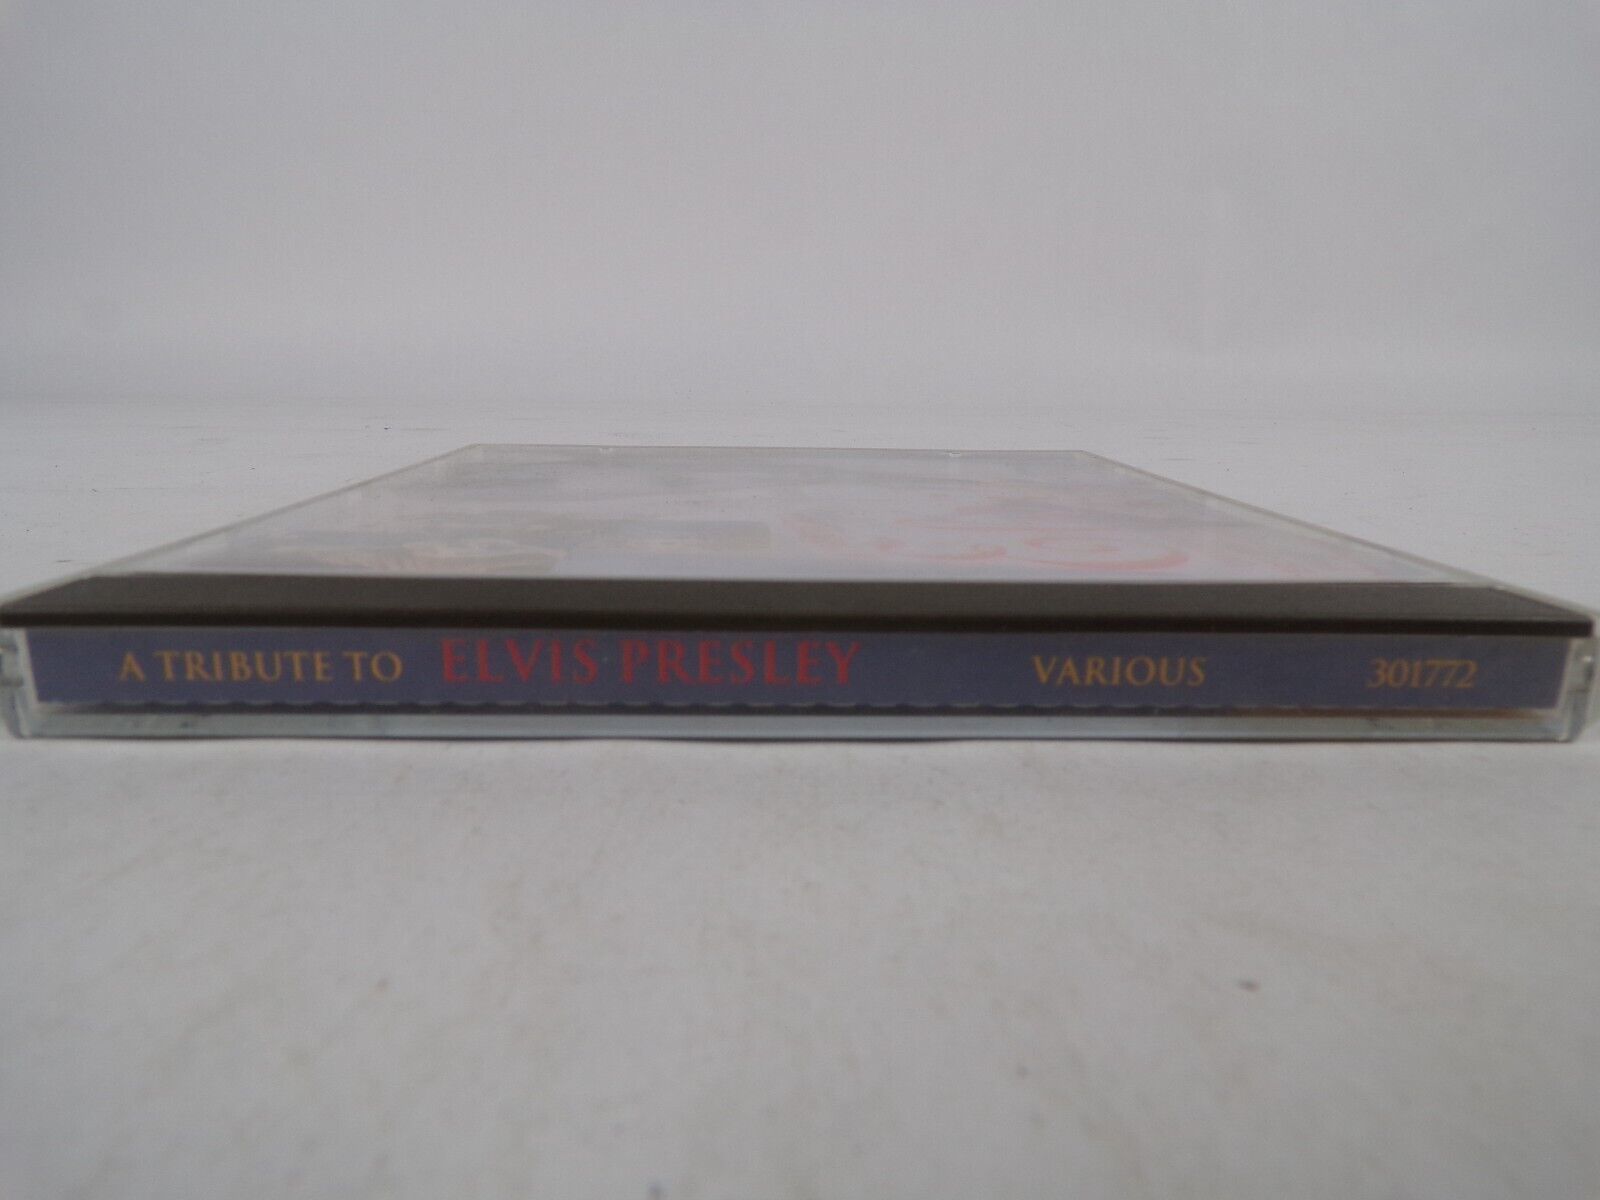 A TRIBUTE TO ELVIS PRESLEY VARIOUS 301772